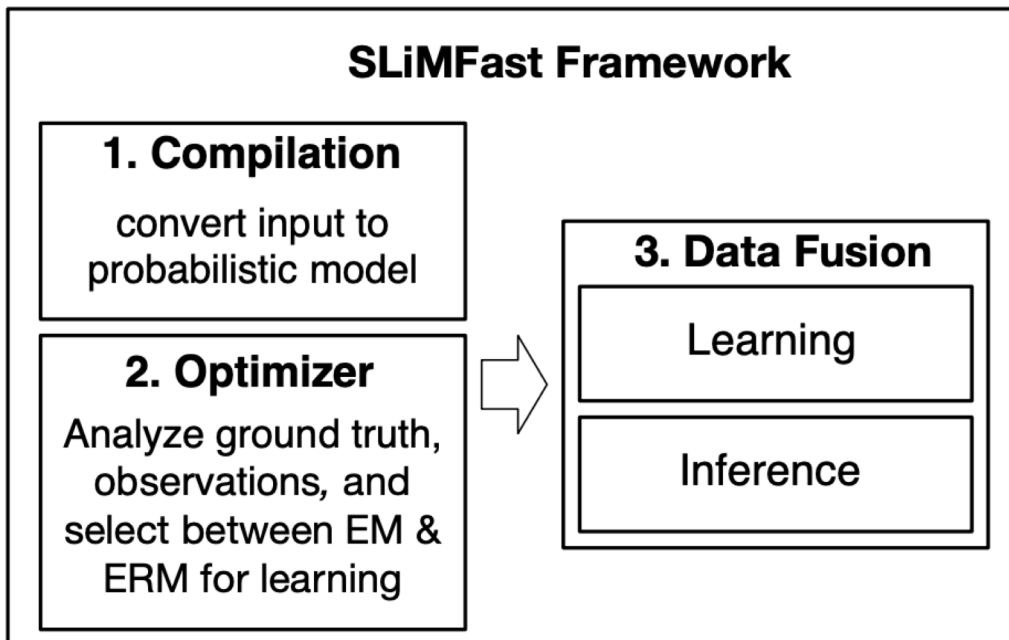 SLiMFast Framework
1. Compilation
convert input to
probabilistic model
2. Optimizer
Analyze ground truth,
observations, and
select between EM &
ERM for learning
3. Data Fusion
Learning
Inference